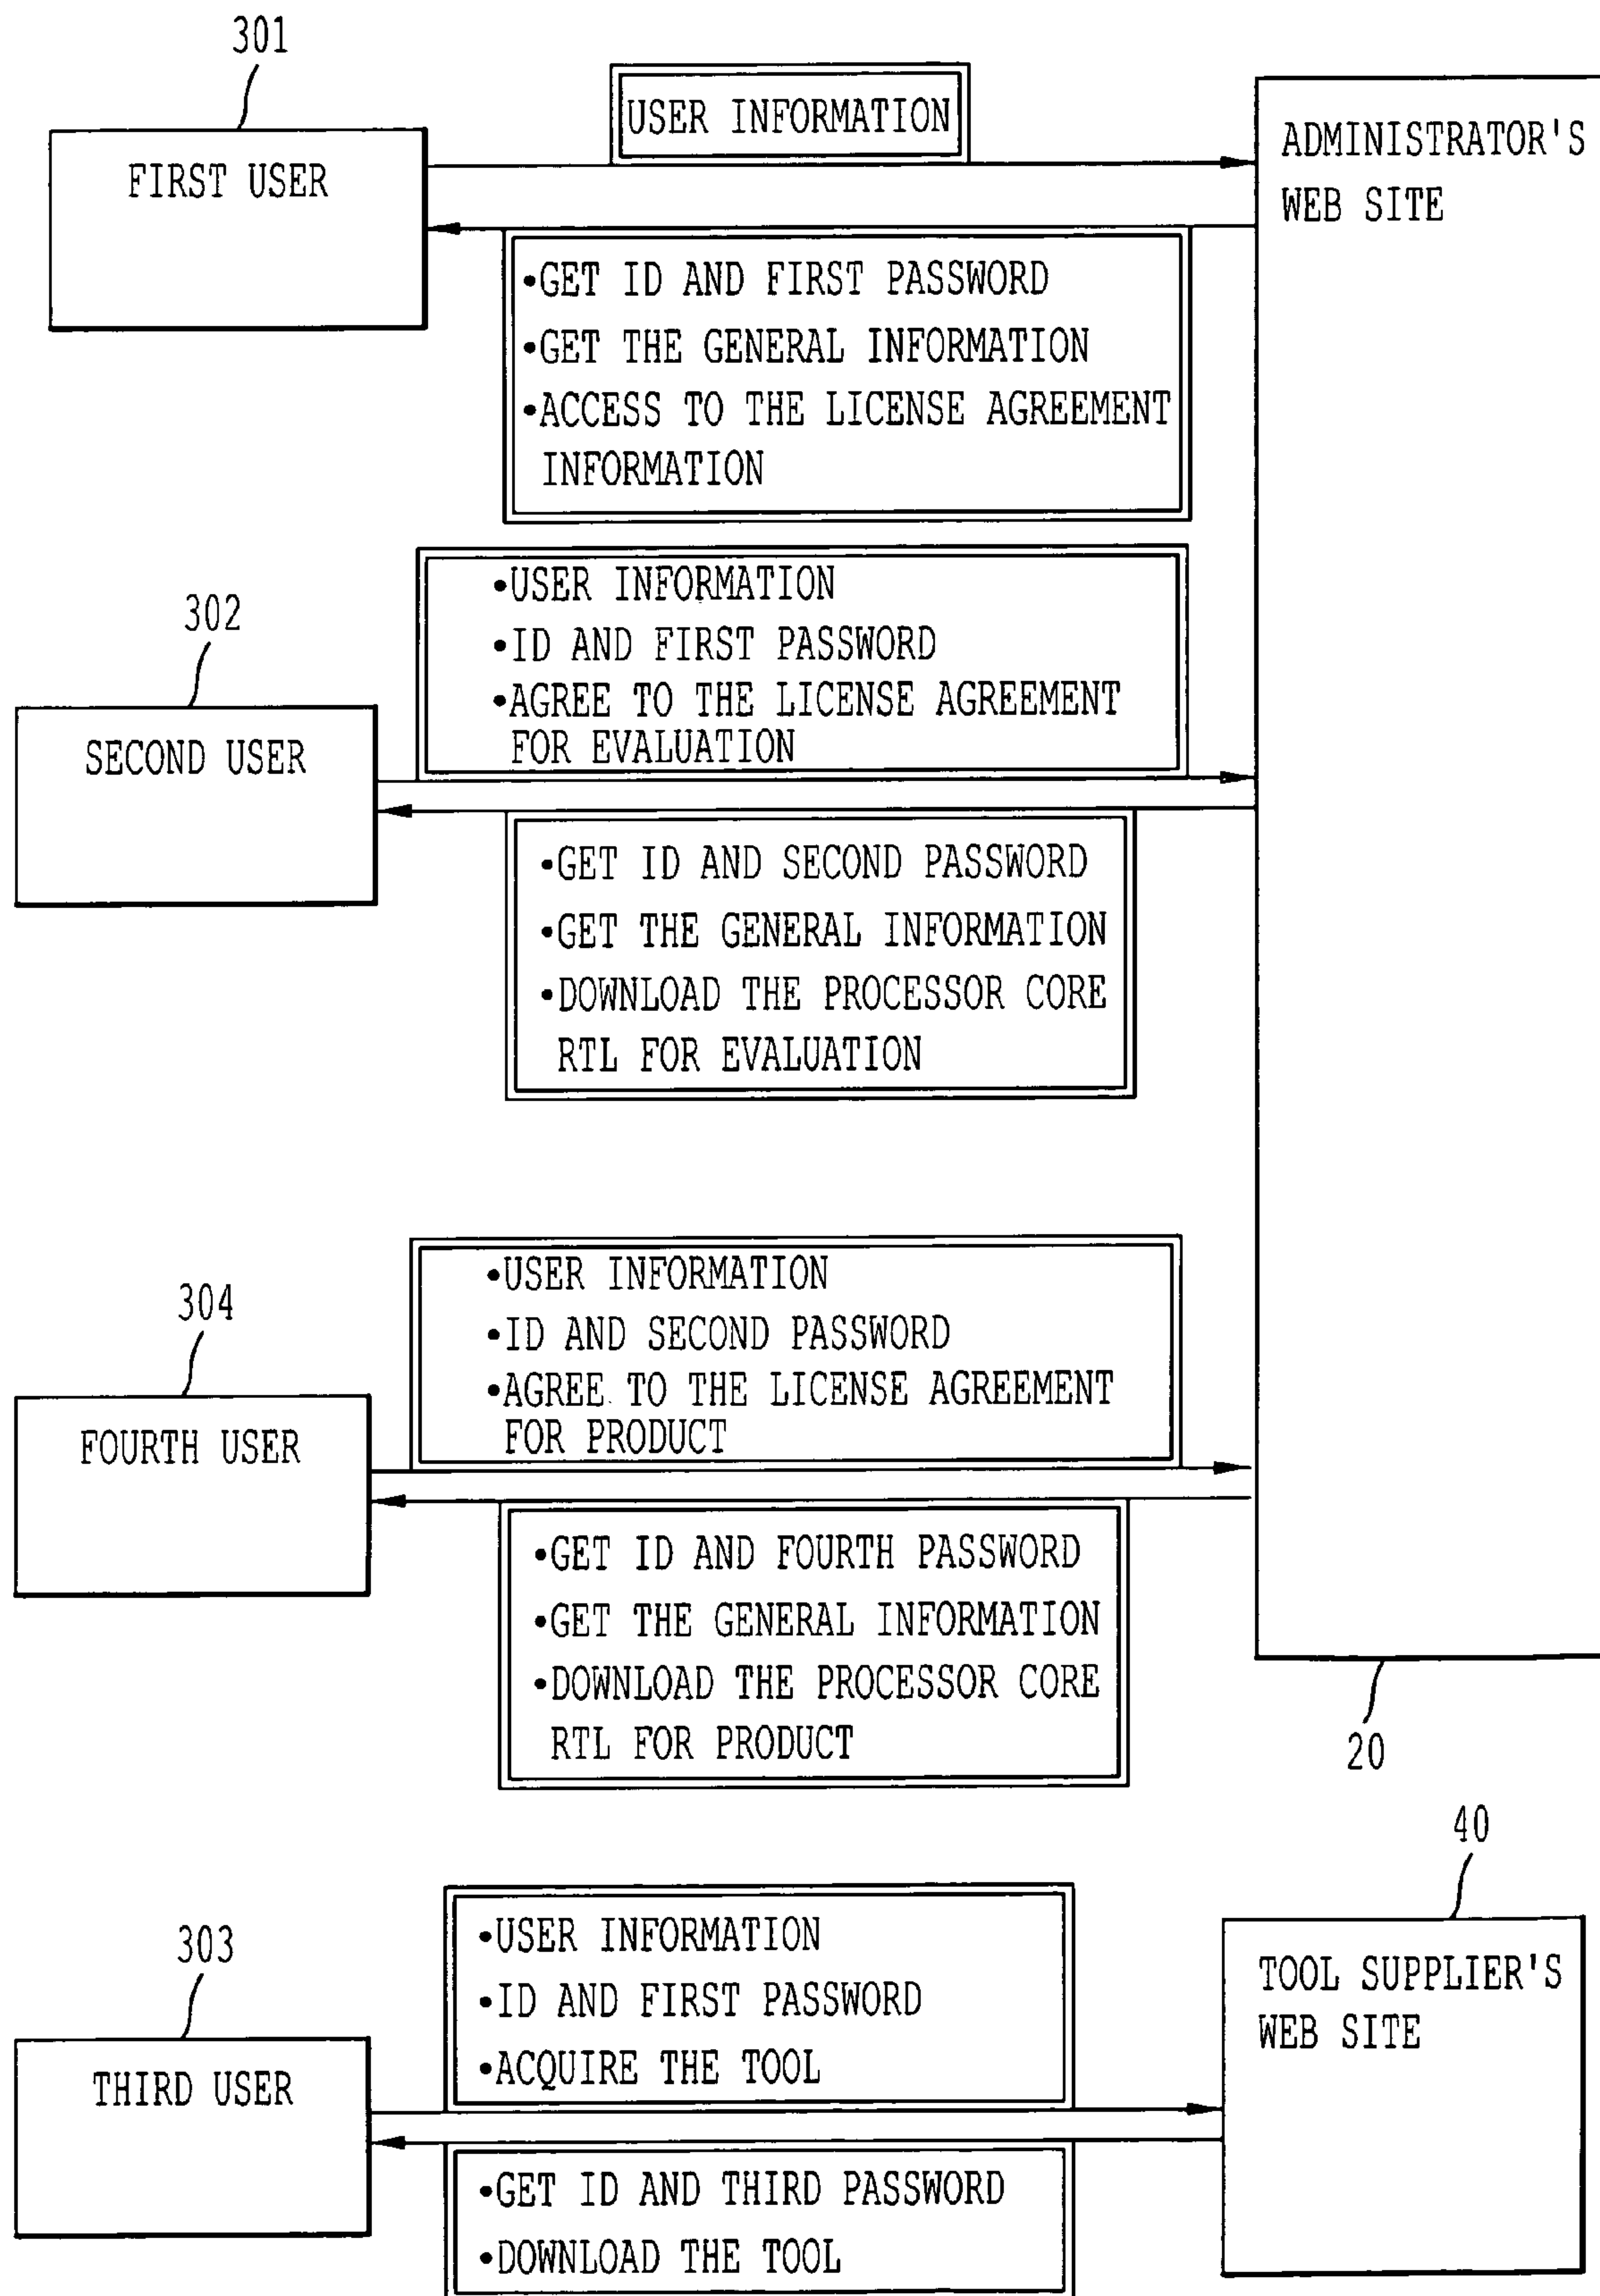 301
USER INFORMATION
FIRST USER
ADMINISTRATOR'S
WEB SITE
•GET ID AND FIRST PASSWORD
•GET THE GENERAL INFORMATION
•ACCESS TO THE LICENSE AGREEMENT
INFORMATION
302
SECOND USER
•USER INFORMATION
•ID AND FIRST PASSWORD
•AGREE TO THE LICENSE AGREEMENT
FOR EVALUATION
•GET ID AND SECOND PASSWORD
•GET THE GENERAL INFORMATION
•DOWNLOAD THE PROCESSOR CORE
RTL FOR EVALUATION
304
FOURTH USER
•USER INFORMATION
•ID AND SECOND PASSWORD
•AGREE TO THE LICENSE AGREEMENT
FOR PRODUCT
•GET ID AND FOURTH PASSWORD
•GET THE GENERAL INFORMATION
•DOWNLOAD THE PROCESSOR CORE
RTL FOR PRODUCT
20
40
303
THIRD USER
•USER INFORMATION
•ID AND FIRST PASSWORD
•ACQUIRE THE TOOL
TOOL SUPPLIER'S
WEB SITE
•GET ID AND THIRD PASSWORD
•DOWNLOAD THE TOOL